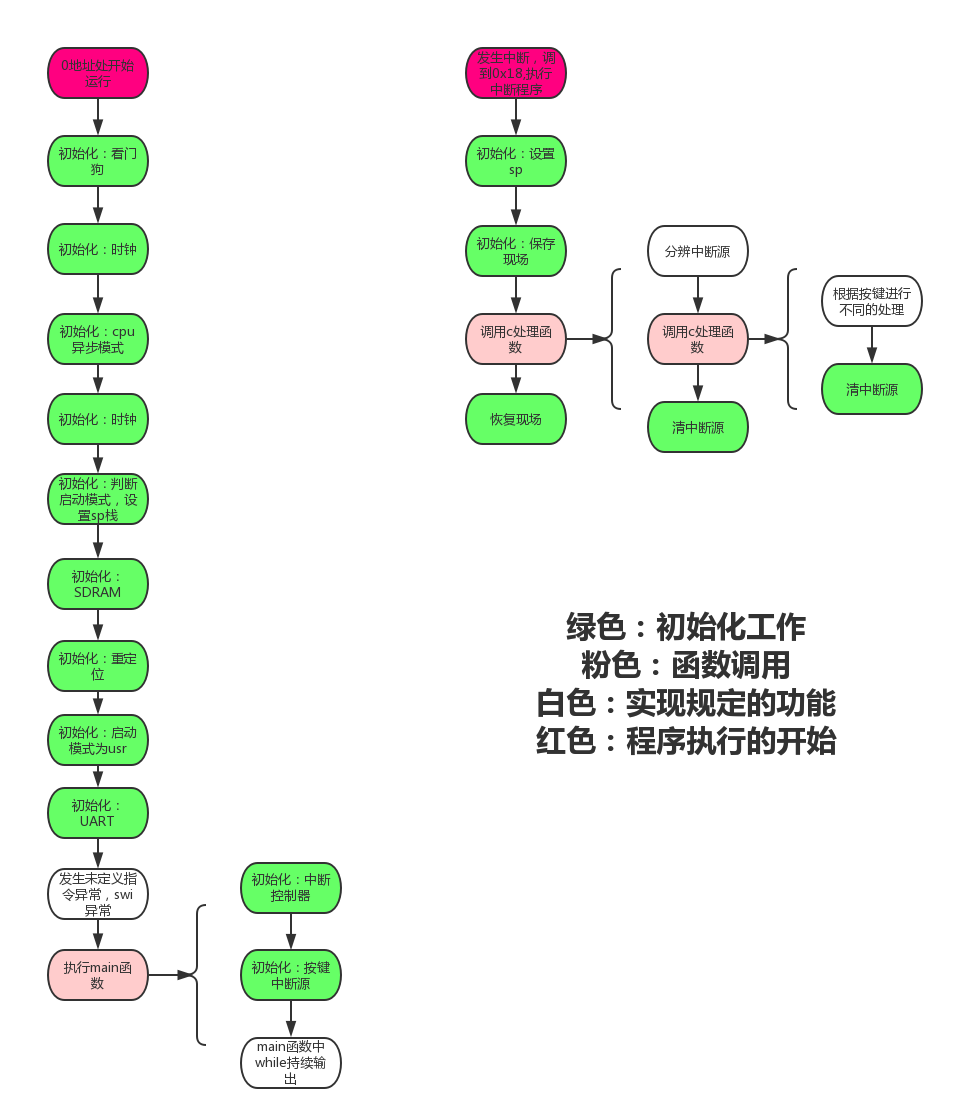 0地址处开始
运行
初始化：看门
狗
初始化：时钟
初始化：cpu
异步模式
初始化：时钟
初始化：判断
启动模式，设
置sp栈
初始化：
SDRAM
初始化：重定
位
初始化：启动
模式为usr
初始化：
UART
发生未定义指
令异常，swi
异常
执行main函
数
初始化：中断
控制器
初始化：按键
中断源
main函数中
while持续输
出
发生中断，调
到0x18,执行
中断程序
初始化：设置
sp
初始化：保存
现场
调用c处理函
数
恢复现场
分辨中断源
调用c处理函
数
清中断源
根据按键进行
不同的处理
清中断源
绿色：初始化工作
粉色：函数调用
白色：实现规定的功能
红色：程序执行的开始